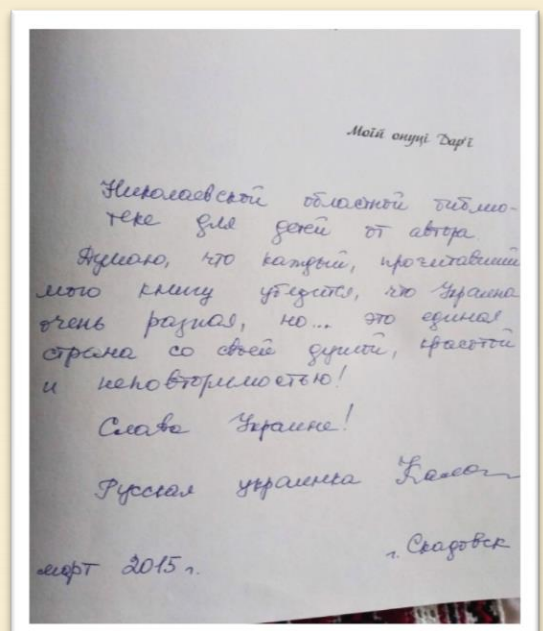 Моїй онуці Дар'ї
Николаевской областной библио-
теке для детей от автора.
Думаю, что каждый, прочитавший
мою книгу убедится, что Украина
очень разная, но... это единая
страна со своей душой, красотой
и неповторимостью!
Слава Украине!
Русская украинка
г. Скадовск
март 2015 г.